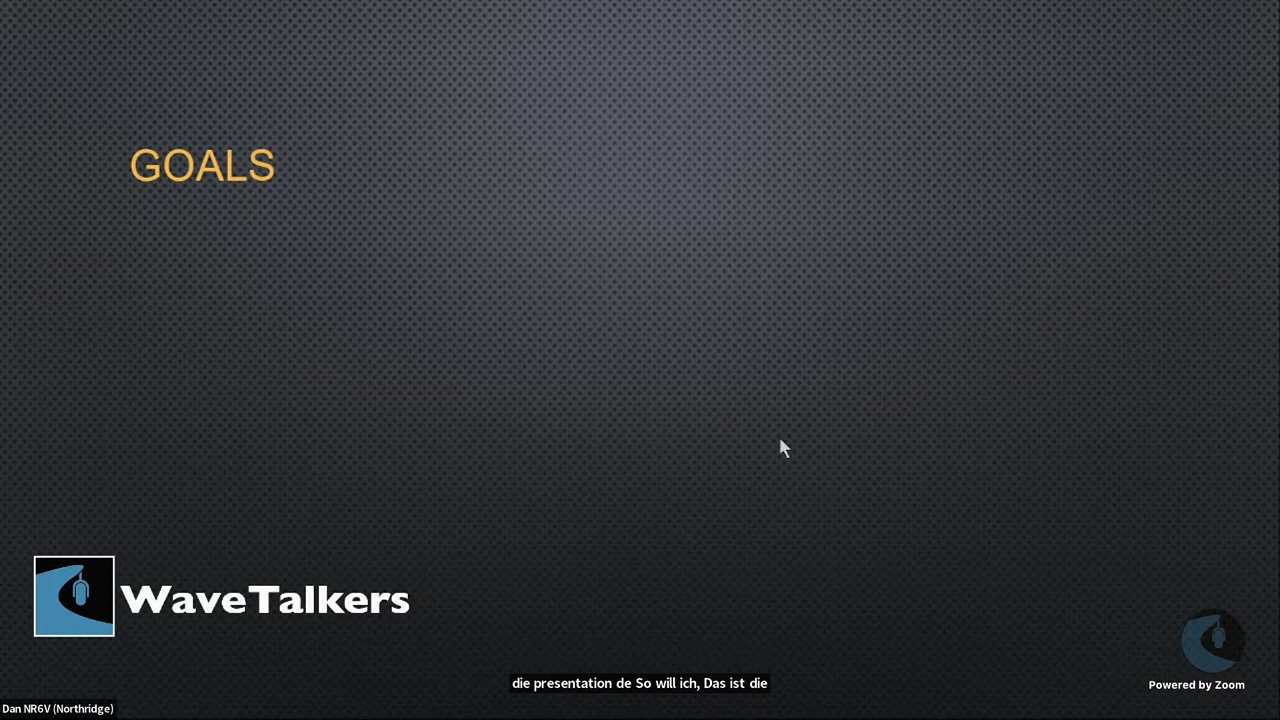 GOALS
WaveTalkers
die presentation de So will ich, Das ist die
Powered by Zoom
Dan NR6V (Northridge)